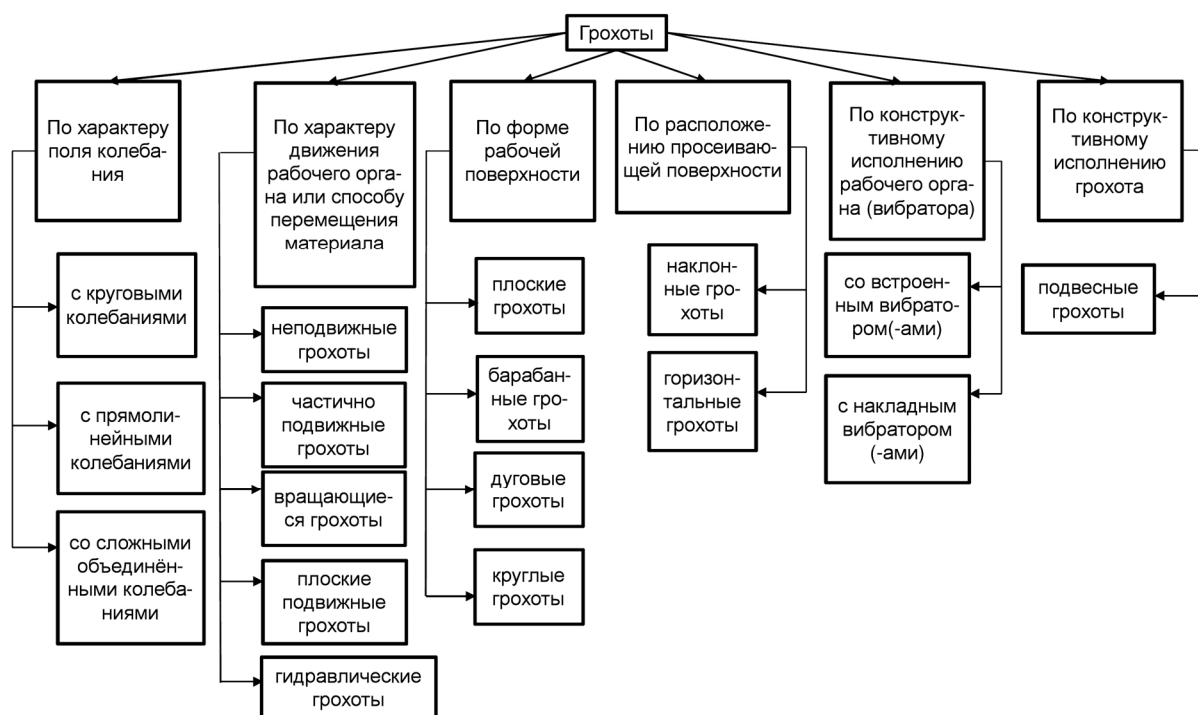 Грохоты
По характеру
поля колеба-
ния
с круговыми
колебаниями
с прямоли-
нейными
колебаниями
со сложными
объединён-
ными колеба-
ниями
По характеру
движения
рабочего орга-
на или способу
перемещения
материала
неподвижные
грохоты
частично
подвижные
грохоты
вращающие-
ся грохоты
плоские
подвижные
грохоты
гидравлические
грохоты
По форме
рабочей
поверхности
плоские
грохоты
барабан-
ные гро-
хоты
дуговые
грохоты
круглые
грохоты
По расположе-
нию просеиваю-
щей поверхности
наклон-
ные гро-
хоты
горизон-
тальные
грохоты
По конструк-
тивному
исполнению
рабочего орга-
на (вибратора)
со встроен-
ным вибрато-
ром(-ами)
с накладным
вибратором
(-ами)
По конструк-
тивному
исполнению
грохота
подвесные
грохоты